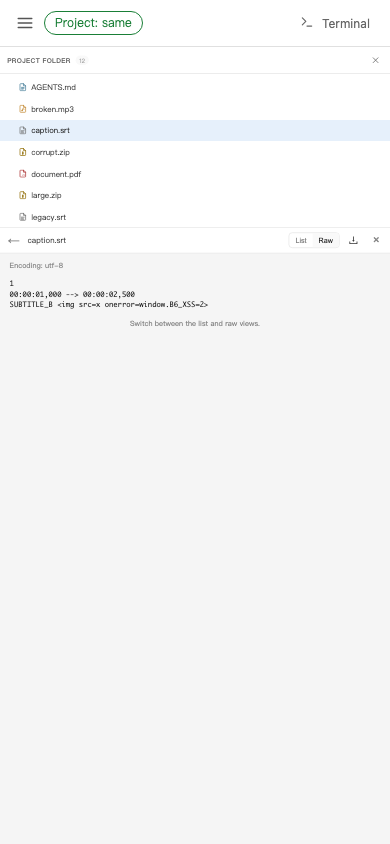 Project: same
Terminal
PROJECT FOLDER 12
AGENTS.md
broken.mp3
caption.srt
corrupt.zip
document.pdf
large.zip
legacy.srt
caption.srt
List Raw
Encoding: utf-8
1
00:00:01,000 --> 00:00:02,500
SUBTITLE_B <img src=x onerror=window.B6_XSS=2>
Switch between the list and raw views.